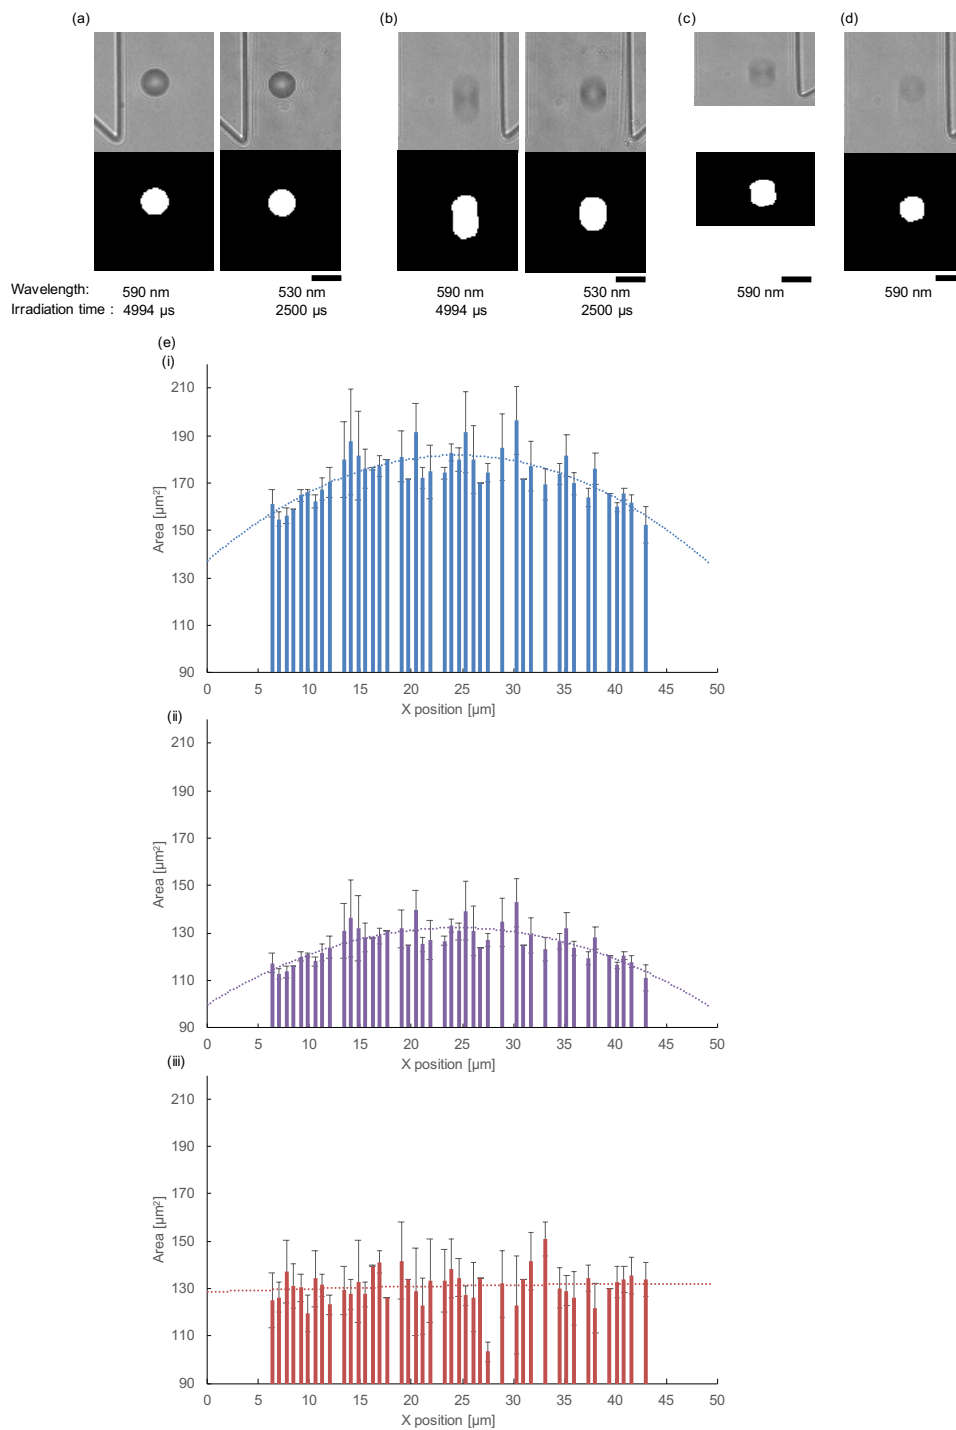 (a) (b) (c) (d)
Wavelength: 590 nm 530 nm 590 nm 530 nm 590 nm 590 nm
Irradiation time : 4994 µs 2500 µs 4994 µs 2500 µs
(e)
(i)
210
190
170
150
130
110
90
Area [µm²]
0 5 10 15 20 25 30 35 40 45 50
X position [µm]
(ii)
210
190
170
150
130
110
90
Area [µm²]
0 5 10 15 20 25 30 35 40 45 50
X position [µm]
(iii)
210
190
170
150
130
110
90
Area [µm²]
0 5 10 15 20 25 30 35 40 45 50
X position [µm]